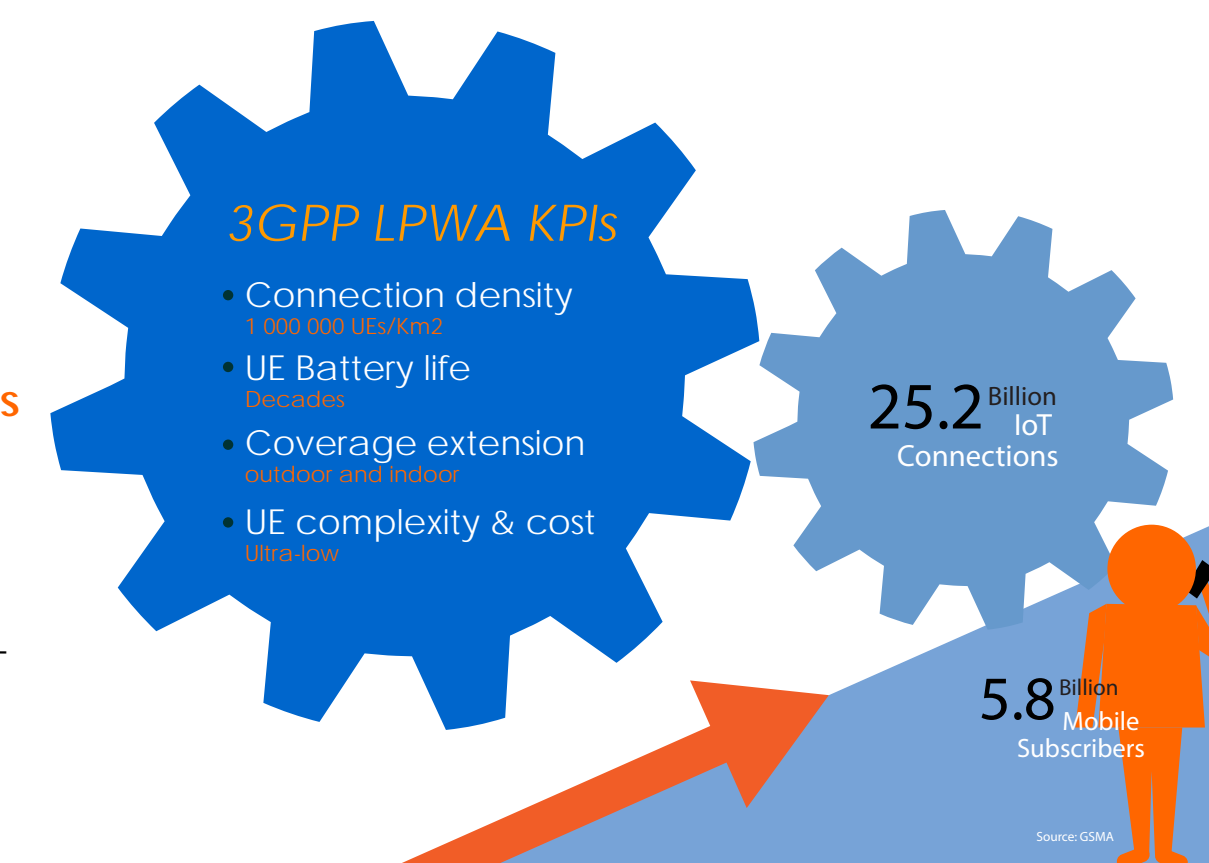 3GPP LPWA KPIs
• Connection density
1 000 000 UEs/Km2
• UE Battery life
Decades
• Coverage extension
outdoor and indoor
• UE complexity & cost
Ultra-low
s
25.2 Billion
IoT
Connections
5.8 Billion
Mobile
Subscribers
Source: GSMA